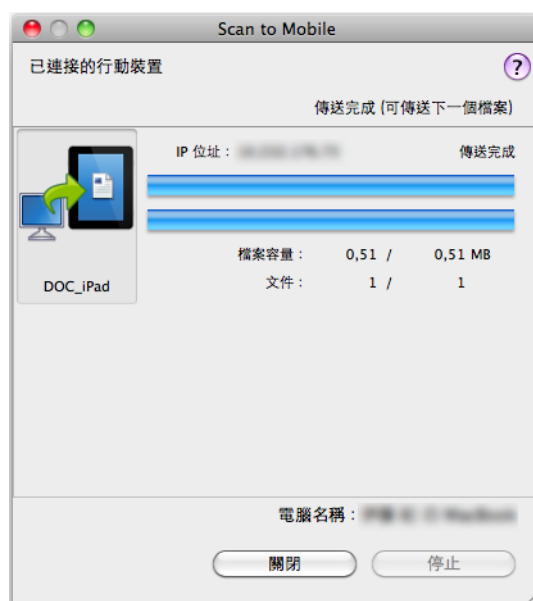 Scan to Mobile
已連接的行動裝置
?
傳送完成 (可傳送下一個檔案)
IP 位址：
傳送完成
檔案容量： 0,51 / 0,51 MB
文件： 1 / 1
DOC_iPad
電腦名稱：
關閉
停止